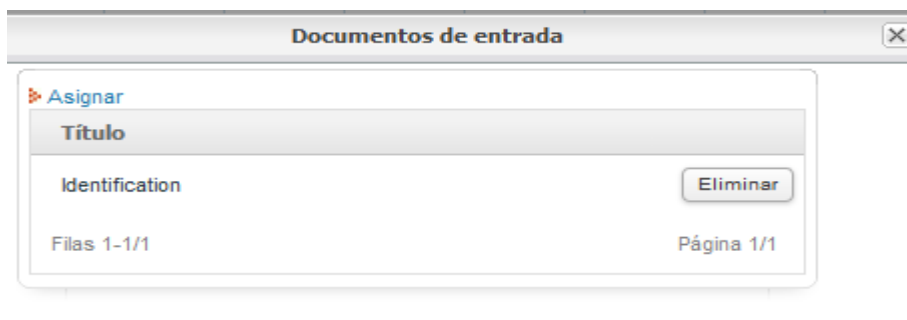 Documentos de entrada
Asignar
Título
Identification Eliminar
Filas 1-1/1 Página 1/1